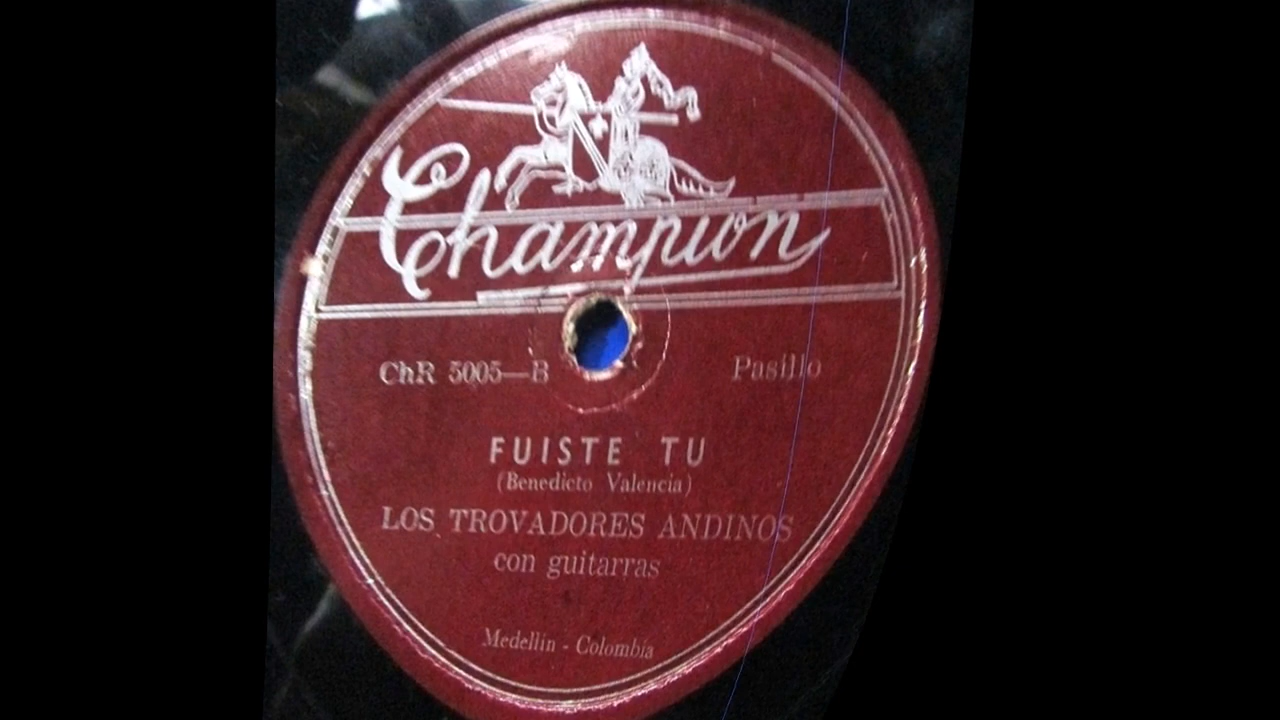 Champion
ChR 5005—B
Pasillo
FUISTE TU
(Benedicto Valencia)
LOS TROVADORES ANDINOS
con guitarras
Medellin - Colombia